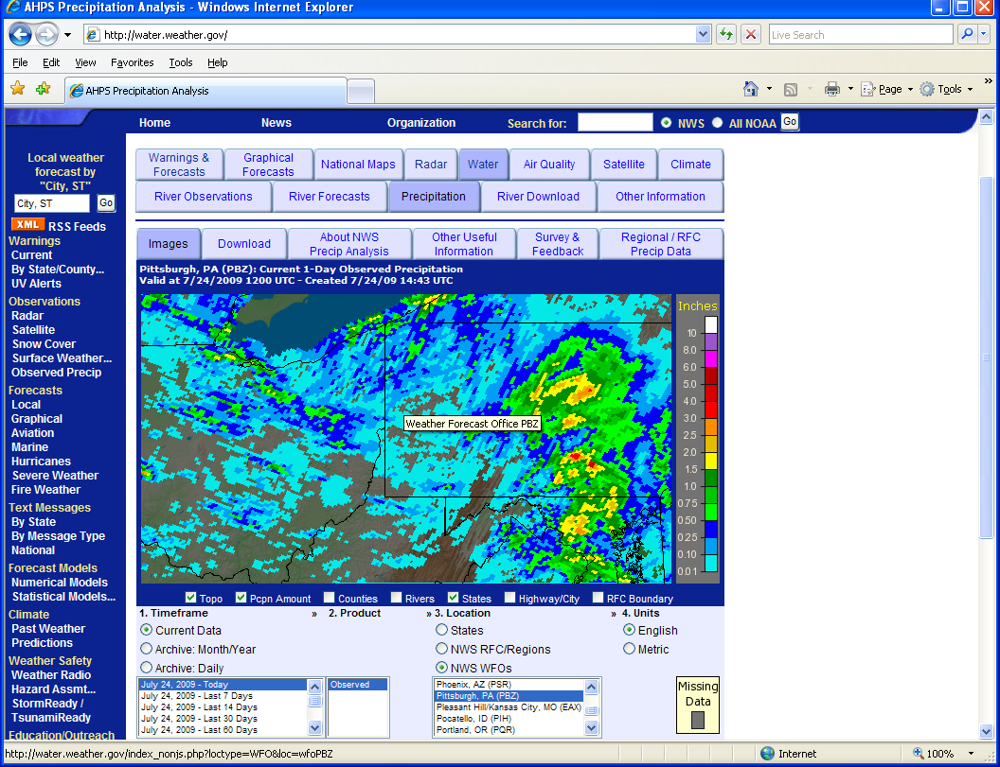 AHPS Precipitation Analysis - Windows Internet Explorer
http://water.weather.gov/
Live Search
File Edit View Favorites Tools Help
AHPS Precipitation Analysis
Page Tools »
Home News Organization Search for: NWS All NOAA Go
Local weather
forecast by
"City, ST"
City, ST Go
XML RSS Feeds
Warnings
Current
By State/County...
UV Alerts
Observations
Radar
Satellite
Snow Cover
Surface Weather...
Observed Precip
Forecasts
Local
Graphical
Aviation
Marine
Hurricanes
Severe Weather
Fire Weather
Text Messages
By State
By Message Type
National
Forecast Models
Numerical Models
Statistical Models...
Climate
Past Weather
Predictions
Weather Safety
Weather Radio
Hazard Assmt...
StormReady /
TsunamiReady
Education/Outreach
Warnings & Forecasts
Graphical Forecasts
National Maps
Radar
Water
Air Quality
Satellite
Climate
River Observations
River Forecasts
Precipitation
River Download
Other Information
Images
Download
About NWS Precip Analysis
Other Useful Information
Survey & Feedback
Regional / RFC Precip Data
Pittsburgh, PA (PBZ): Current 1-Day Observed Precipitation
Valid at 7/24/2009 1200 UTC - Created 7/24/09 14:43 UTC
Weather Forecast Office PBZ
Inches
10
8.0
6.0
5.0
4.0
3.0
2.5
2.0
1.5
1.0
0.75
0.50
0.25
0.10
0.01
Topo Pcpn Amount Counties Rivers States Highway/City RFC Boundary
1. Timeframe » 2. Product » 3. Location » 4. Units
Current Data
Archive: Month/Year
Archive: Daily
States
NWS RFC/Regions
NWS WFOs
English
Metric
July 24, 2009 - Today
July 24, 2009 - Last 7 Days
July 24, 2009 - Last 14 Days
July 24, 2009 - Last 30 Days
July 24, 2009 - Last 60 Days
Observed
Phoenix, AZ (PSR)
Pittsburgh, PA (PBZ)
Pleasant Hill/Kansas City, MO (EAX)
Pocatello, ID (PIH)
Portland, OR (PQR)
Missing
Data
http://water.weather.gov/index_nonjs.php?loctype=WFO&loc=wfoPBZ
Internet
100%